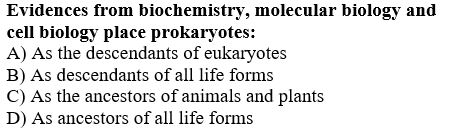 Evidences from biochemistry, molecular biology and
cell biology place prokaryotes:
A) As the descendants of eukaryotes
B) As descendants of all life forms
C) As the ancestors of animals and plants
D) As ancestors of all life forms